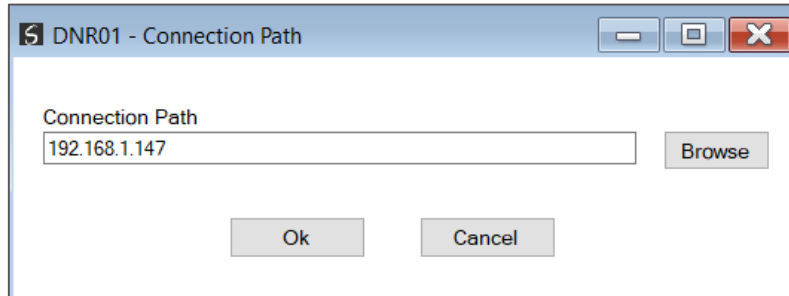 DNR01 - Connection Path
Connection Path
192.168.1.147
Browse
Ok
Cancel